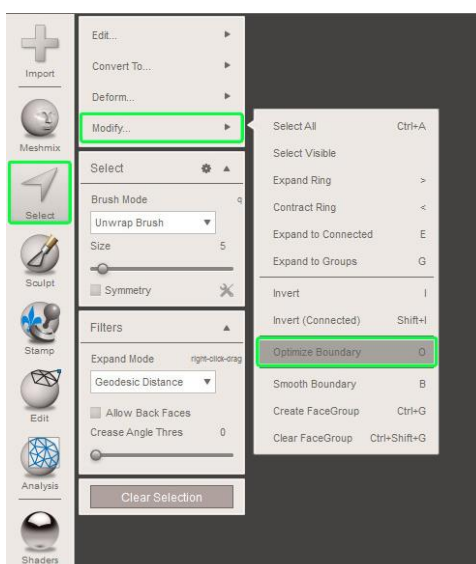 Import
Meshmix
Select
Sculpt
Stamp
Edit
Analysis
Shaders
Edit...
Convert To...
Deform...
Modify...
Select
Brush Mode q
Unwrap Brush
Size 5
Symmetry
Filters
Expand Mode right-click-drag
Geodesic Distance
Allow Back Faces
Crease Angle Thres 0
Clear Selection
Select All Ctrl+A
Select Visible
Expand Ring >
Contract Ring <
Expand to Connected E
Expand to Groups G
Invert I
Invert (Connected) Shift+I
Optimize Boundary O
Smooth Boundary B
Create FaceGroup Ctrl+G
Clear FaceGroup Ctrl+Shift+G